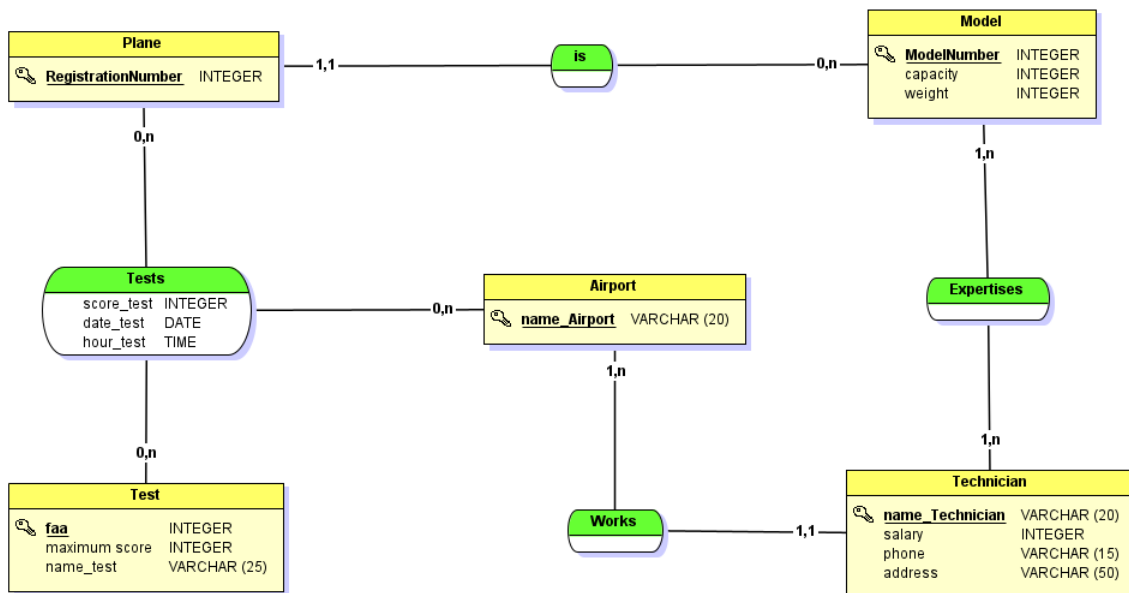 Plane
RegistrationNumber INTEGER
1,1
is
0,n
Model
ModelNumber INTEGER
capacity INTEGER
weight INTEGER
0,n
1,n
Tests
score_test INTEGER
date_test DATE
hour_test TIME
0,n
Airport
name_Airport VARCHAR (20)
Expertises
1,n
0,n
1,n
Test
faa INTEGER
maximum score INTEGER
name_test VARCHAR (25)
Works
1,1
Technician
name_Technician VARCHAR (20)
salary INTEGER
phone VARCHAR (15)
address VARCHAR (50)